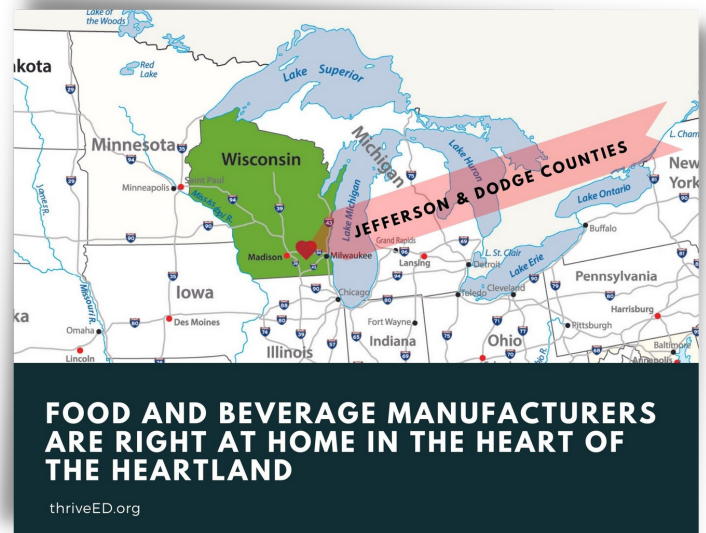 Lake of
the Woods
kota
Red
Lake
Lake Superior
Minnesota
Michigan
Wisconsin
Saint Paul
Minneapolis
Mississippi R.
James R.
Lake Huron
JEFFERSON & DODGE COUNTIES
L. Cham
New
York
Lake Ontario
Lake Michigan
Buffalo
Madison
Milwaukee
Grand Rapids
Lansing
L. St. Clair
Detroit
Lake Erie
Iowa
Chicago
Toledo
Cleveland
Pennsylvania
Missouri R.
ka
Omaha
Des Moines
Fort Wayne
Harrisburg
Pittsburgh
Lincoln
Illinois
Indiana
Ohio
Baltimore
Annapolis
FOOD AND BEVERAGE MANUFACTURERS
ARE RIGHT AT HOME IN THE HEART OF
THE HEARTLAND
thriveED.org